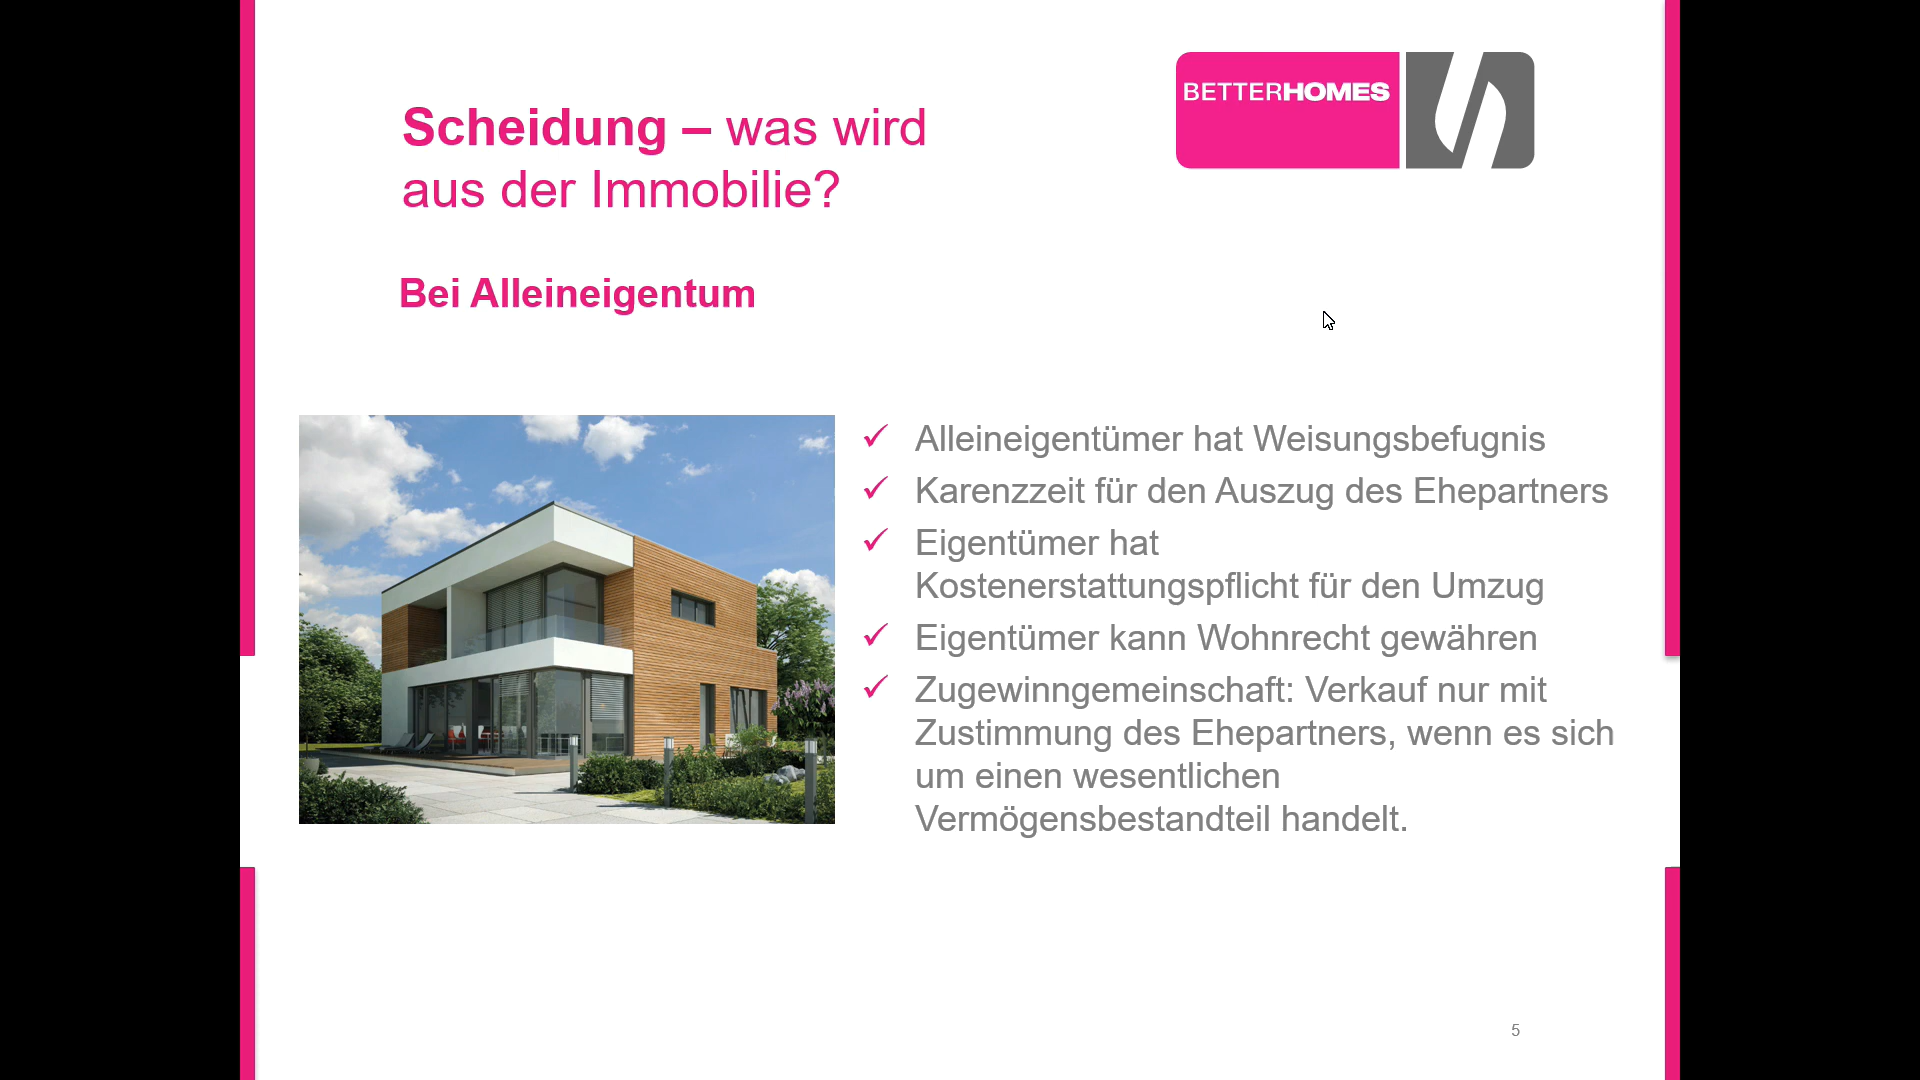 BETTERHOMES
Scheidung – was wird
aus der Immobilie?
Bei Alleineigentum
Alleineigentümer hat Weisungsbefugnis
Karenzzeit für den Auszug des Ehepartners
Eigentümer hat
Kostenerstattungspflicht für den Umzug
Eigentümer kann Wohnrecht gewähren
Zugewinngemeinschaft: Verkauf nur mit
Zustimmung des Ehepartners, wenn es sich
um einen wesentlichen
Vermögensbestandteil handelt.
5